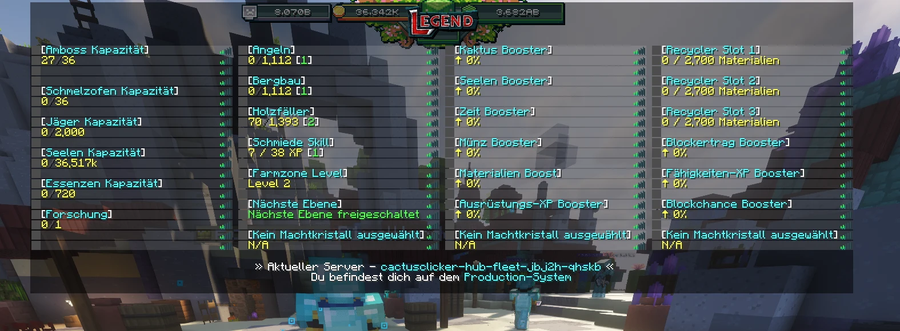 8.070B 36.342K 3.682AB
LEGEND
[Amboss Kapazität]
27/36
[Schmelzofen Kapazität]
0/36
[Jäger Kapazität]
0/2,000
[Seelen Kapazität]
0/36,517k
[Essenzen Kapazität]
0/720
[Forschung]
0/1
[Angeln]
0/1,112 [1]
[Bergbau]
0/1,112 [1]
[Holzfäller]
70/1,393 [2]
[Schmiede Skill]
7 / 38 XP [1]
[Farmzone Level]
Level 2
[Nächste Ebene]
Nächste Ebene freigeschaltet
[Kein Machtkristall ausgewählt]
N/A
[Kaktus Booster]
↑ 0%
[Seelen Booster]
↑ 0%
[Zeit Booster]
↑ 0%
[Münz Booster]
↑ 0%
[Materialien Boost]
↑ 0%
[Ausrüstungs-XP Booster]
↑ 0%
[Kein Machtkristall ausgewählt]
N/A
[Recycler Slot 1]
0 / 2,700 Materialien
[Recycler Slot 2]
0 / 2,700 Materialien
[Recycler Slot 3]
0 / 2,700 Materialien
[Blockertrag Booster]
↑ 0%
[Fähigkeiten-XP Booster]
↑ 0%
[Blockchance Booster]
↑ 0%
[Kein Machtkristall ausgewählt]
N/A
» Aktueller Server - cactusclicker-hub-fleet-jbj2h-qhskb «
Du befindest dich auf dem Production-System